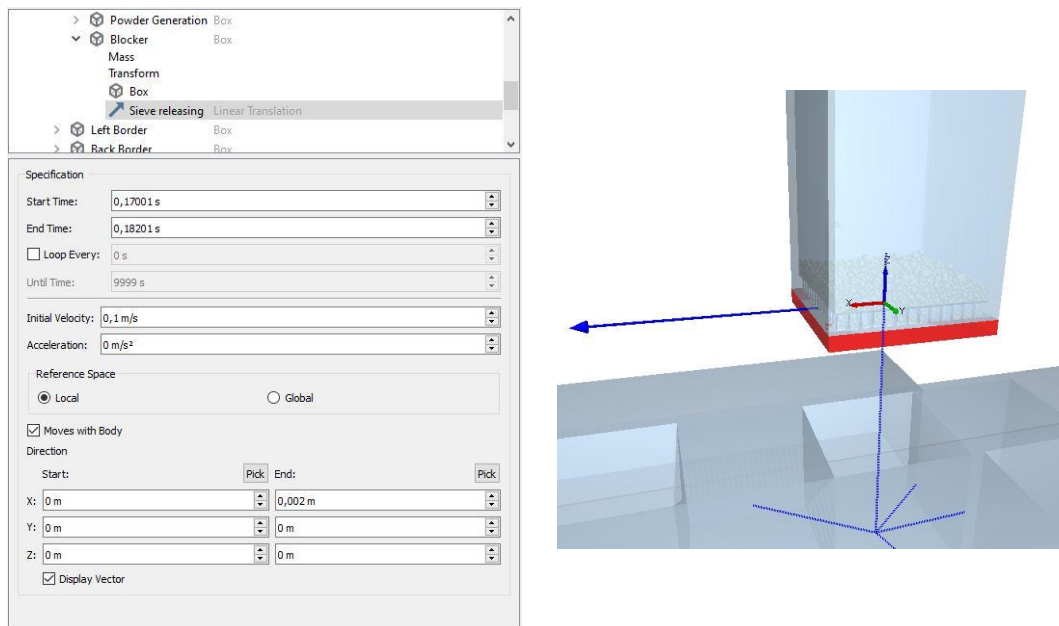 Powder Generation Box
Blocker Box
Mass
Transform
Box
Sieve releasing Linear Translation
Left Border Box
Back Border Box
Specification
Start Time: 0,17001 s
End Time: 0,18201 s
Loop Every: 0 s
Until Time: 9999 s
Initial Velocity: 0,1 m/s
Acceleration: 0 m/s²
Reference Space
Local Global
Moves with Body
Direction
Start: Pick End: Pick
X: 0 m 0,002 m
Y: 0 m 0 m
Z: 0 m 0 m
Display Vector
Z
X
Y